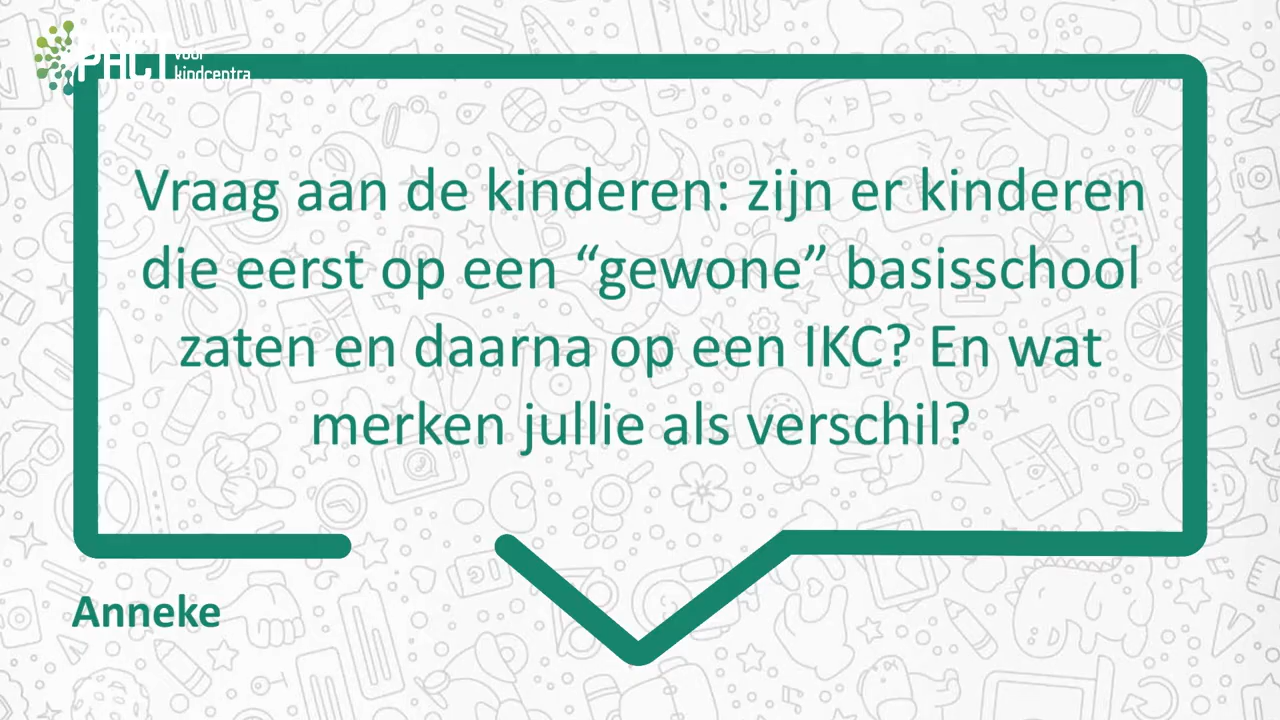 PACT voor
kindcentra
Vraag aan de kinderen: zijn er kinderen
die eerst op een “gewone” basisschool
zaten en daarna op een IKC? En wat
merken jullie als verschil?
Anneke